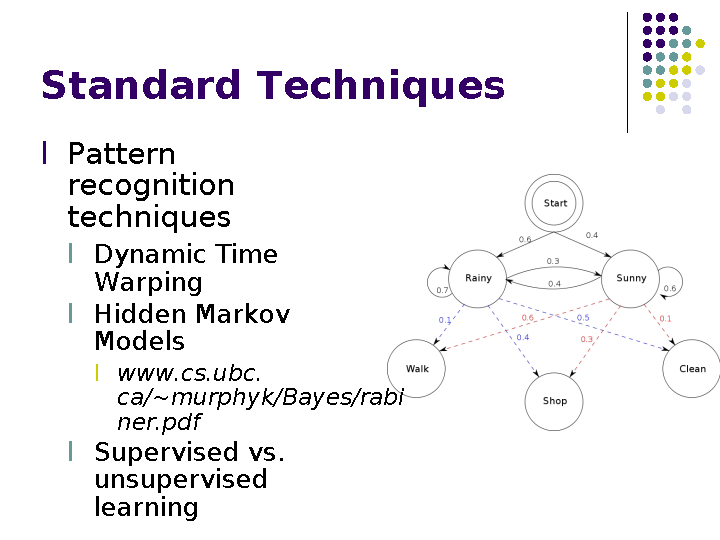 Standard Techniques
l Pattern
recognition
techniques
l Dynamic Time
Warping
l Hidden Markov
Models
l www.cs.ubc.
ca/~murphyk/Bayes/rabi
ner.pdf
l Supervised vs.
unsupervised
learning
Start
0.6 0.4
0.3
Rainy Sunny
0.7 0.4 0.6
0.1 0.6 0.5 0.1
0.4 0.3
Walk Clean
Shop